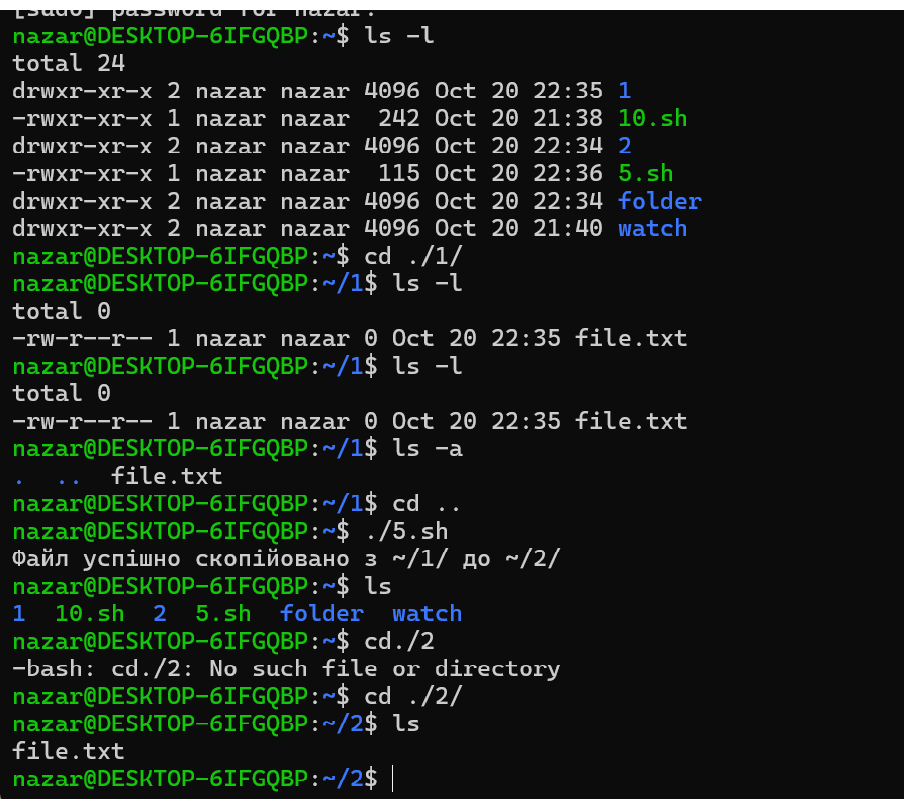 [sudo] password for nazar:
nazar@DESKTOP-6IFGQBP:~$ ls -l
total 24
drwxr-xr-x 2 nazar nazar 4096 Oct 20 22:35 1
-rwxr-xr-x 1 nazar nazar  242 Oct 20 21:38 10.sh
drwxr-xr-x 2 nazar nazar 4096 Oct 20 22:34 2
-rwxr-xr-x 1 nazar nazar  115 Oct 20 22:36 5.sh
drwxr-xr-x 2 nazar nazar 4096 Oct 20 22:34 folder
drwxr-xr-x 2 nazar nazar 4096 Oct 20 21:40 watch
nazar@DESKTOP-6IFGQBP:~$ cd ./1/
nazar@DESKTOP-6IFGQBP:~/1$ ls -l
total 0
-rw-r--r-- 1 nazar nazar 0 Oct 20 22:35 file.txt
nazar@DESKTOP-6IFGQBP:~/1$ ls -l
total 0
-rw-r--r-- 1 nazar nazar 0 Oct 20 22:35 file.txt
nazar@DESKTOP-6IFGQBP:~/1$ ls -a
.  ..  file.txt
nazar@DESKTOP-6IFGQBP:~/1$ cd ..
nazar@DESKTOP-6IFGQBP:~$ ./5.sh
Файл успішно скопійовано з ~/1/ до ~/2/
nazar@DESKTOP-6IFGQBP:~$ ls
1  10.sh  2  5.sh  folder  watch
nazar@DESKTOP-6IFGQBP:~$ cd./2
-bash: cd./2: No such file or directory
nazar@DESKTOP-6IFGQBP:~$ cd ./2/
nazar@DESKTOP-6IFGQBP:~/2$ ls
file.txt
nazar@DESKTOP-6IFGQBP:~/2$